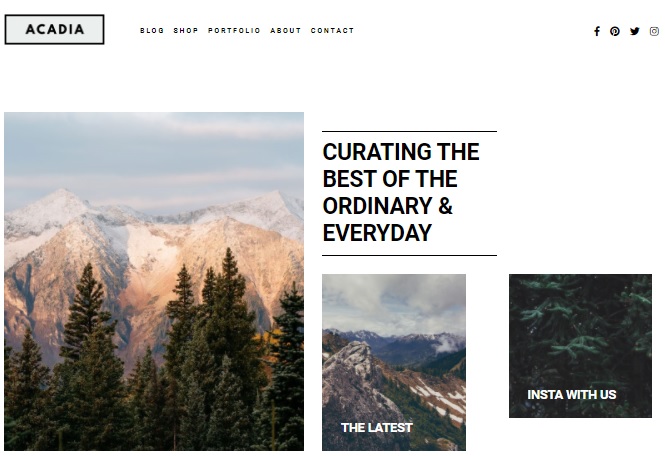 ACADIA
BLOG SHOP PORTFOLIO ABOUT CONTACT
CURATING THE
BEST OF THE
ORDINARY &
EVERYDAY
THE LATEST
INSTA WITH US